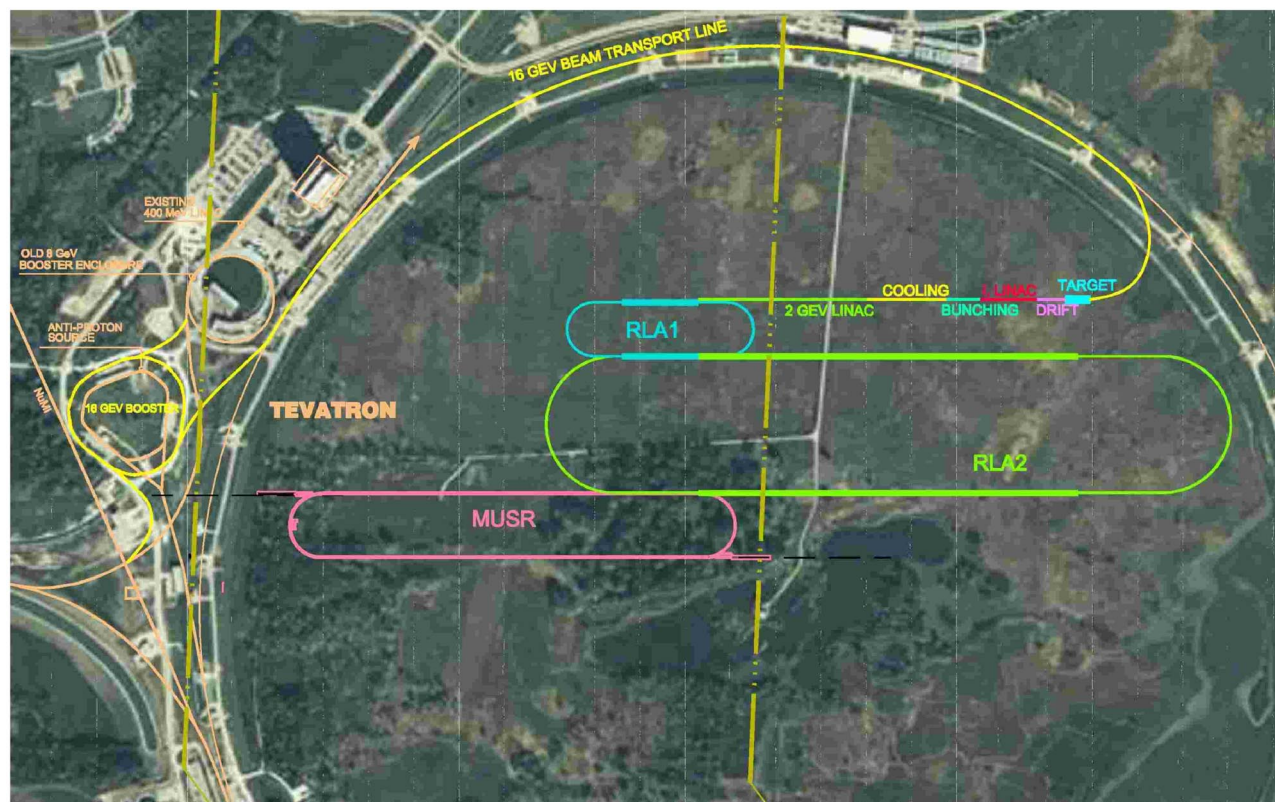 16 GEV BEAM TRANSPORT LINE
EXISTING
400 MeV LINAC
OLD 8 GeV
BOOSTER ENCLOSURE
ANTI-PROTON
SOURCE
NuMI
16 GEV BOOSTER
TEVATRON
COOLING
LINAC
TARGET
2 GEV LINAC
BUNCHING
DRIFT
RLA1
RLA2
MUSR